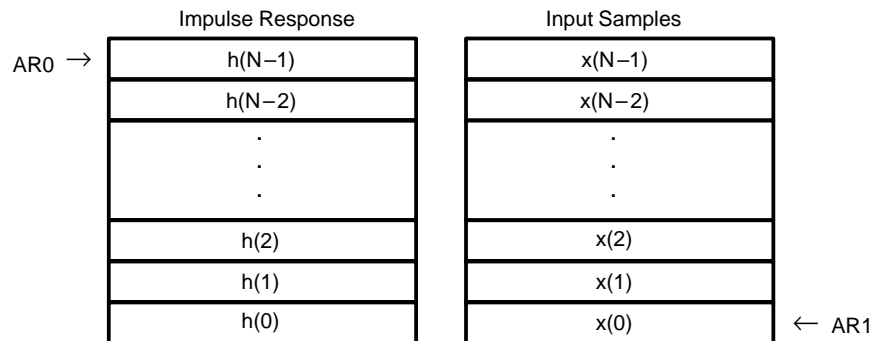 Impulse Response Input Samples
AR0 → h(N–1) x(N–1)
h(N–2) x(N–2)
. .
. .
. .
h(2) x(2)
h(1) x(1)
h(0) x(0) ← AR1